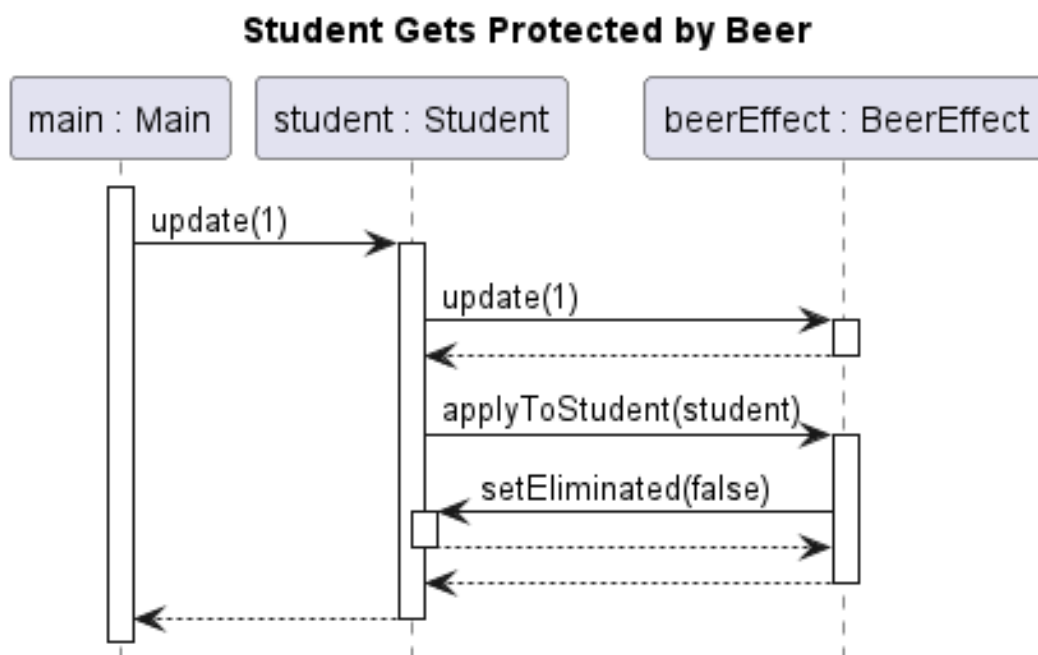 Student Gets Protected by Beer
main : Main
student : Student
beerEffect : BeerEffect
update(1)
update(1)
applyToStudent(student)
setEliminated(false)